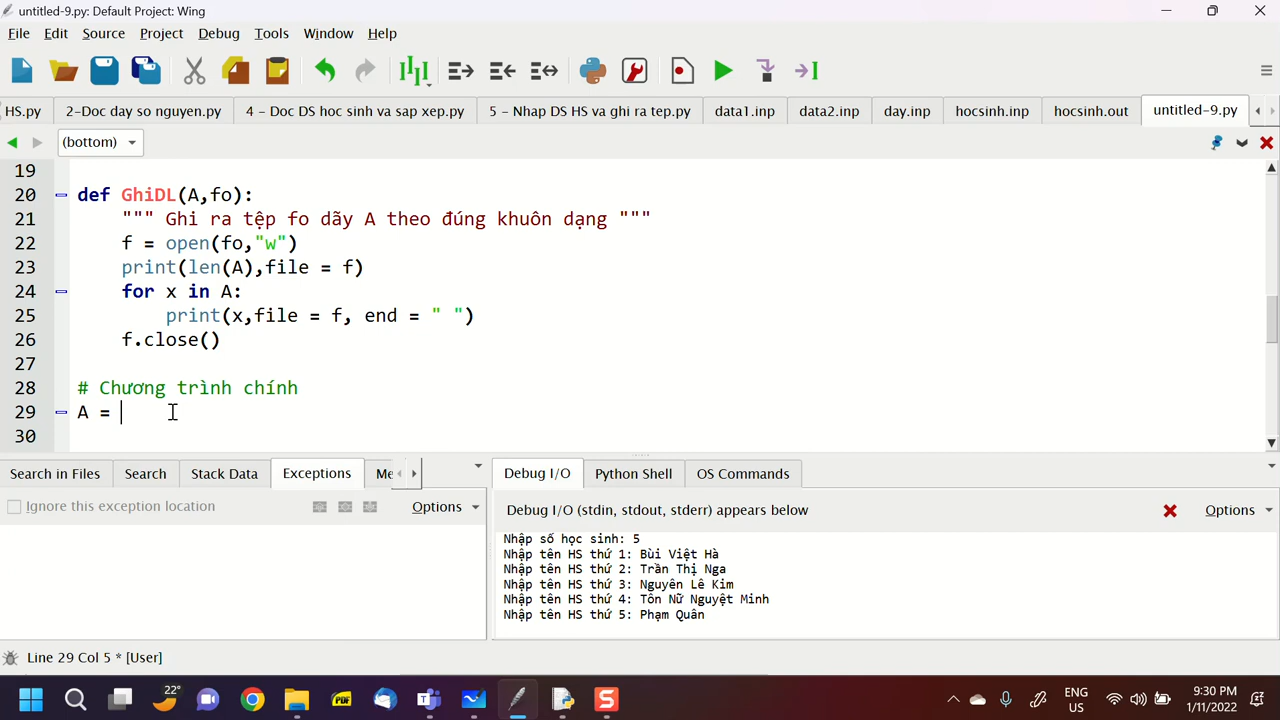 untitled-9.py: Default Project: Wing
File Edit Source Project Debug Tools Window Help
HS.py 2-Doc day so nguyen.py 4 - Doc DS hoc sinh va sap xep.py 5 - Nhap DS HS va ghi ra tep.py data1.inp data2.inp day.inp hocsinh.inp hocsinh.out untitled-9.py
(bottom)
19
20 def GhiDL(A,fo):
21 """ Ghi ra tệp fo dãy A theo đúng khuôn dạng """
22 f = open(fo,"w")
23 print(len(A),file = f)
24 for x in A:
25 print(x,file = f, end = " ")
26 f.close()
27
28 # Chương trình chính
29 A =
30
Search in Files Search Stack Data Exceptions Me Debug I/O Python Shell OS Commands
Ignore this exception location Options Debug I/O (stdin, stdout, stderr) appears below Options
Nhập số học sinh: 5
Nhập tên HS thứ 1: Bùi Việt Hà
Nhập tên HS thứ 2: Trần Thị Nga
Nhập tên HS thứ 3: Nguyên Lê Kim
Nhập tên HS thứ 4: Tôn Nữ Nguyệt Minh
Nhập tên HS thứ 5: Phạm Quân
Line 29 Col 5 * [User]
22° PDF S ENG 9:30 PM
US 1/11/2022